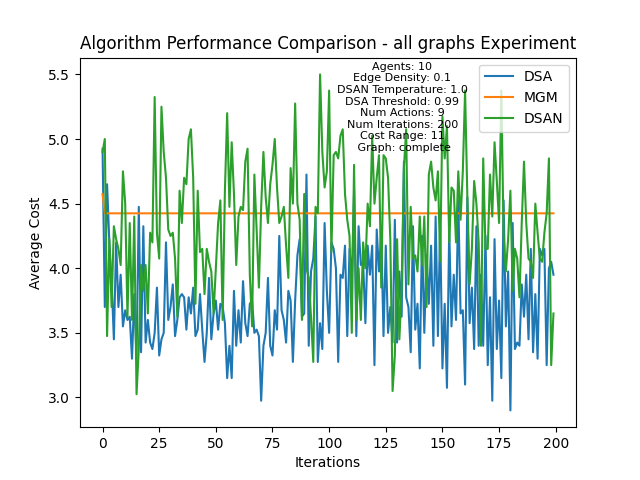 Algorithm Performance Comparison - all graphs Experiment
Agents: 10
Edge Density: 0.1
DSAN Temperature: 1.0
DSA Threshold: 0.99
Num Actions: 9
Num Iterations: 200
Cost Range: 11
Graph: complete
DSA
MGM
DSAN
5.5
5.0
4.5
4.0
3.5
3.0
Average Cost
0 25 50 75 100 125 150 175 200
Iterations